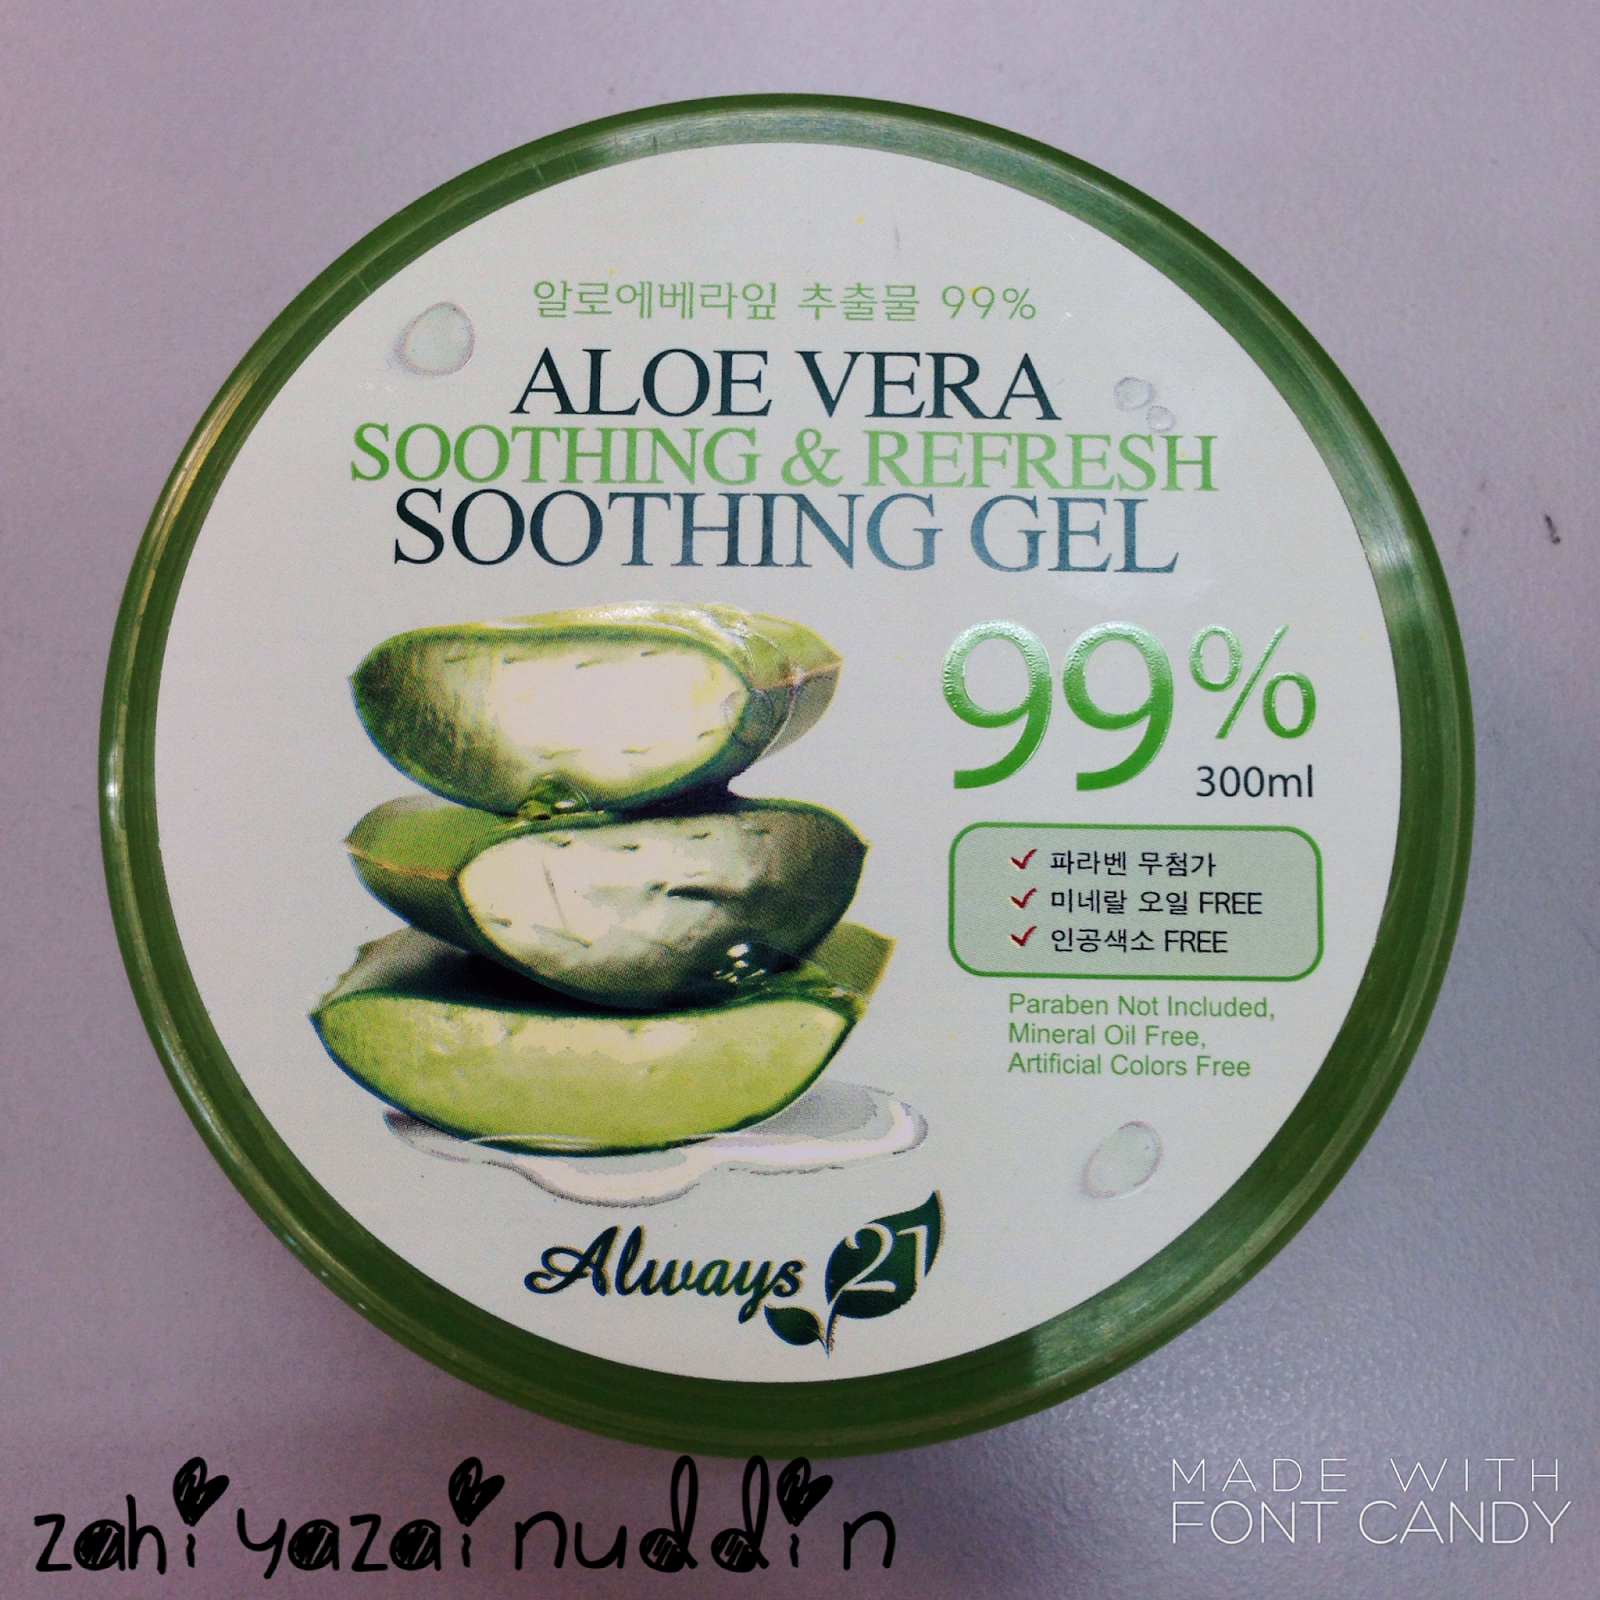 알로에베라잎 추출물 99%
ALOE VERA
SOOTHING & REFRESH
SOOTHING GEL
99%
300ml
파라벤 무첨가
미네랄 오일 FREE
인공색소 FREE
Paraben Not Included,
Mineral Oil Free,
Artificial Colors Free
Always 21
zahiyazainuddin
MADE WITH
FONT CANDY